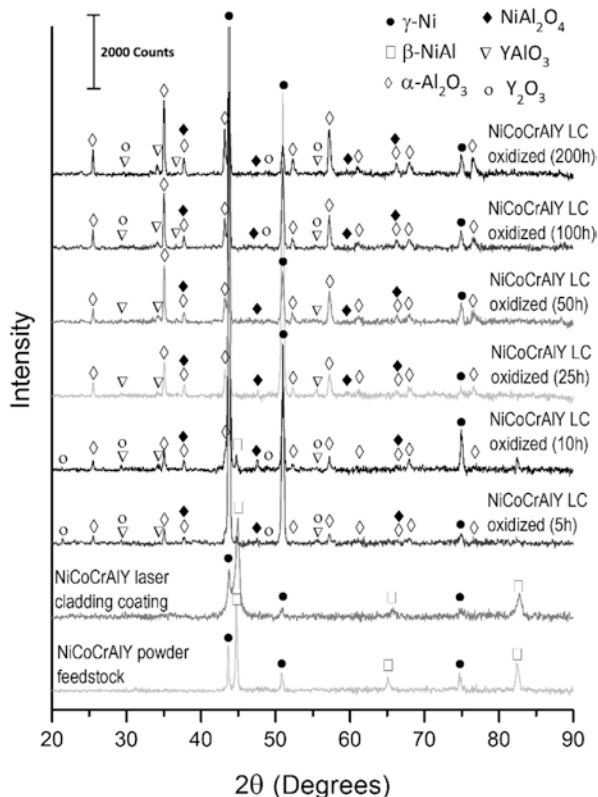 2000 Counts
γ-Ni
NiAl₂O₄
β-NiAl
YAlO₃
α-Al₂O₃
Y₂O₃
NiCoCrAlY LC
oxidized (200h)
NiCoCrAlY LC
oxidized (100h)
NiCoCrAlY LC
oxidized (50h)
NiCoCrAlY LC
oxidized (25h)
NiCoCrAlY LC
oxidized (10h)
NiCoCrAlY LC
oxidized (5h)
NiCoCrAlY laser
cladding coating
NiCoCrAlY powder
feedstock
Intensity
20 30 40 50 60 70 80 90
2θ (Degrees)